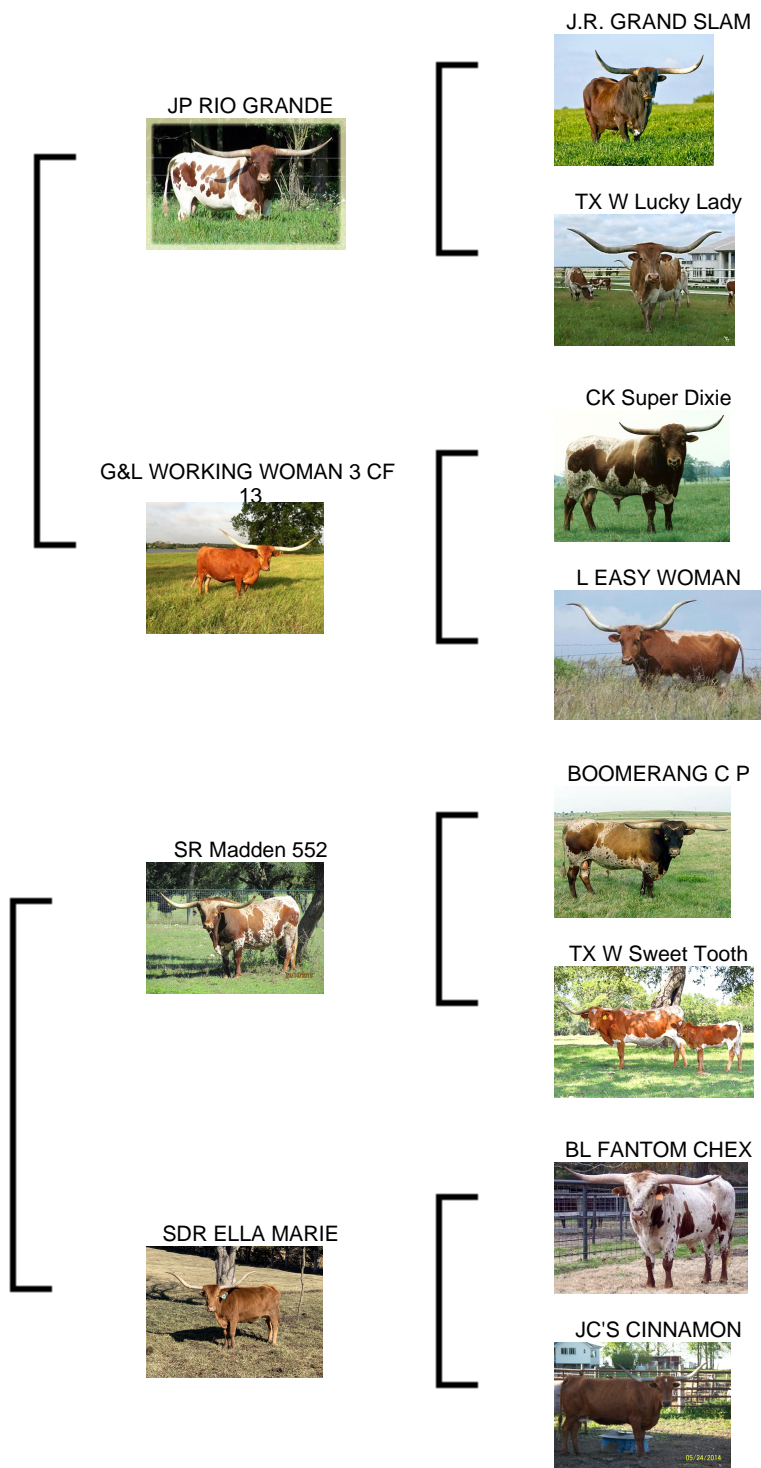 J.R. GRAND SLAM
JP RIO GRANDE
TX W Lucky Lady
CK Super Dixie
G&L WORKING WOMAN 3 CF
13
L EASY WOMAN
BOOMERANG C P
SR Madden 552
TX W Sweet Tooth
BL FANTOM CHEX
SDR ELLA MARIE
JC'S CINNAMON
05/24/2014